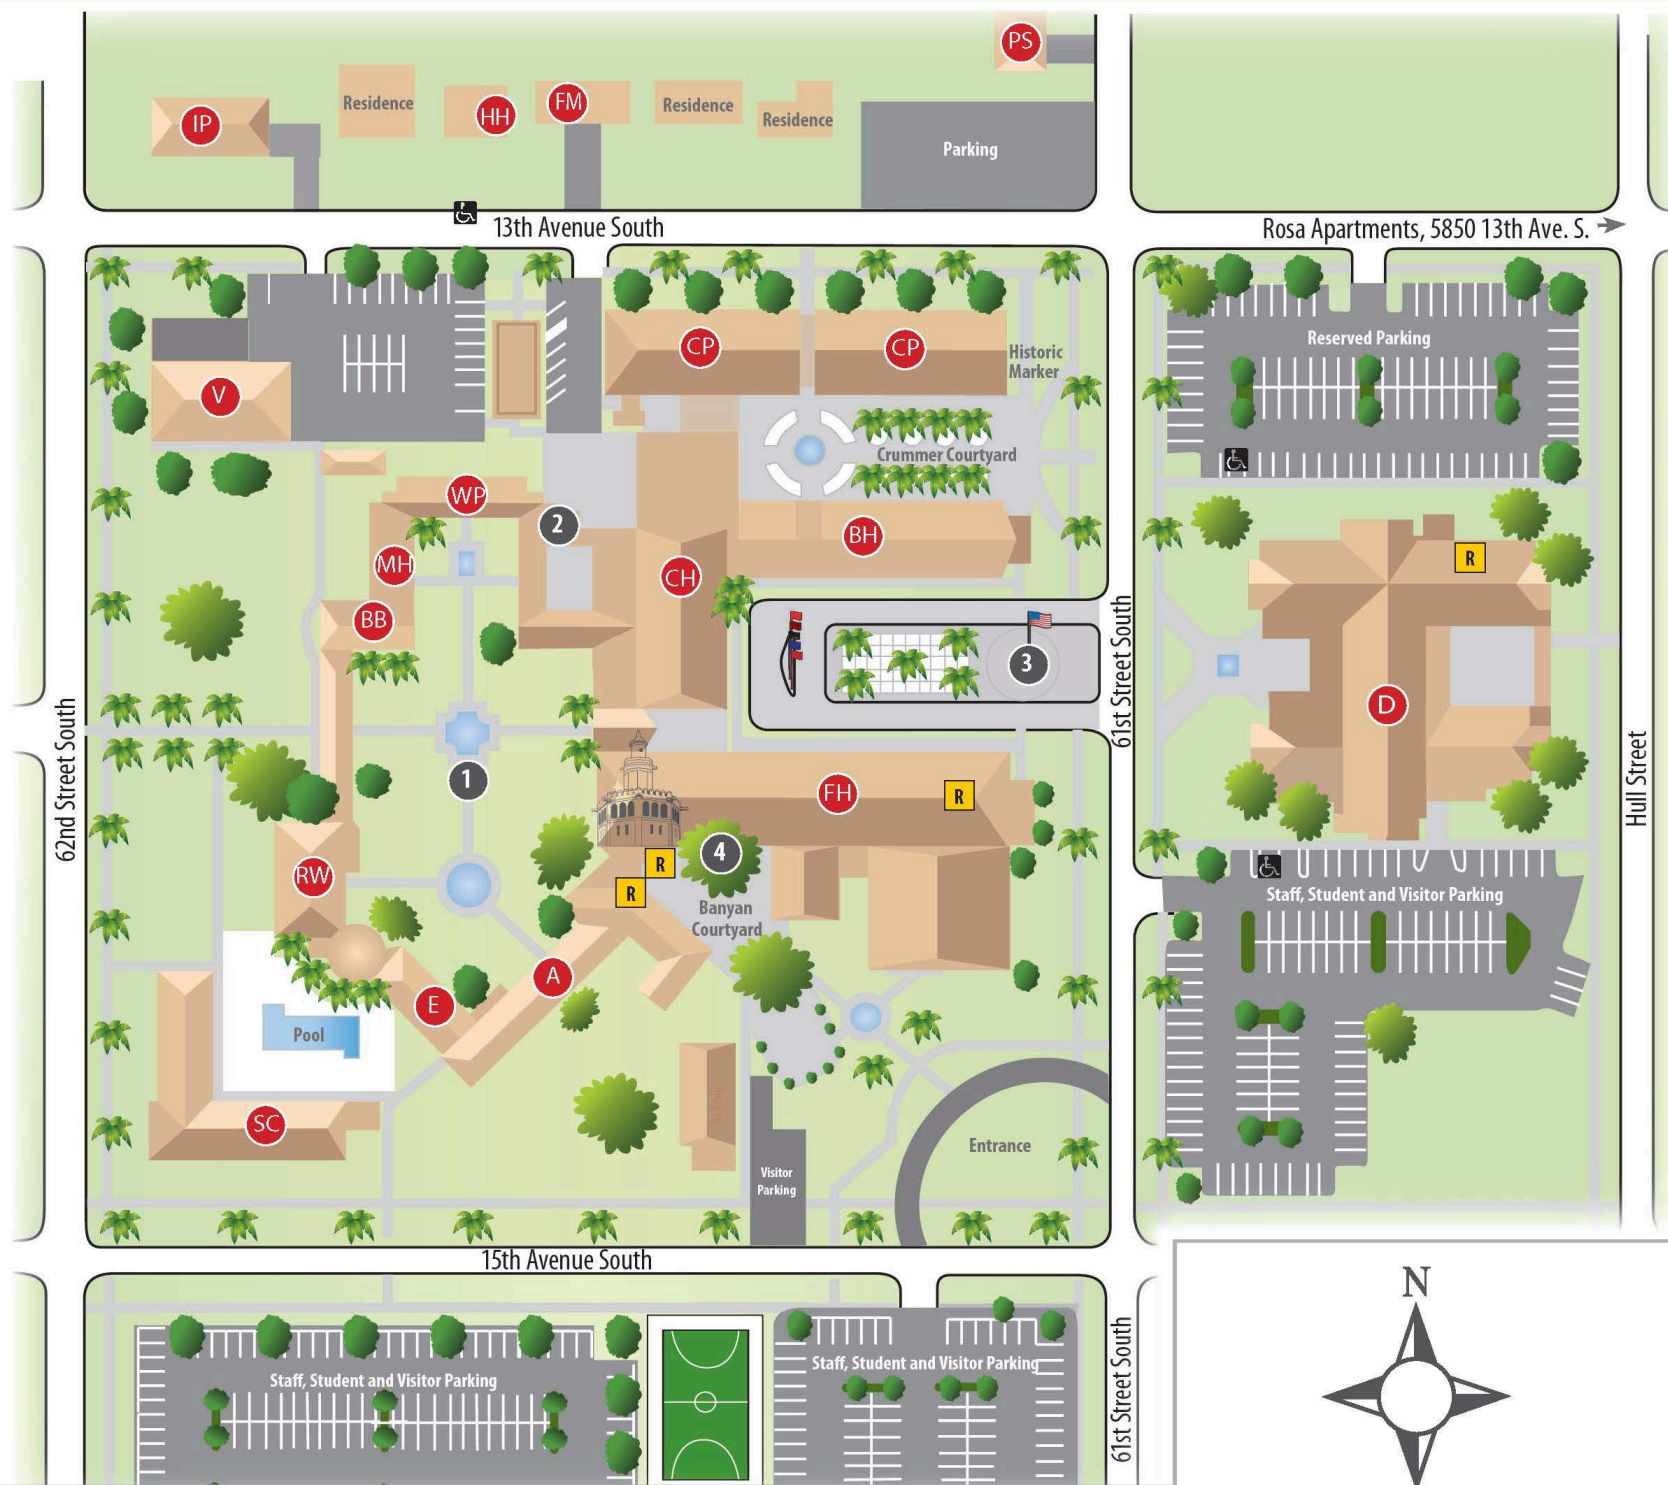 PS
IP
Residence
HH
FM
Residence
Residence
Parking
13th Avenue South
Rosa Apartments, 5850 13th Ave. S.
CP
CP
Historic
Marker
V
Reserved Parking
Crummer Courtyard
WP
2
BH
MH
CH
R
BB
3
61st Street South
62nd Street South
D
1
FH
R
Hull Street
4
R
R
RW
Banyan
Courtyard
Staff, Student and Visitor Parking
A
E
Pool
SC
Entrance
Visitor
Parking
15th Avenue South
N
Staff, Student and Visitor Parking
Staff, Student and Visitor Parking
61st Street South